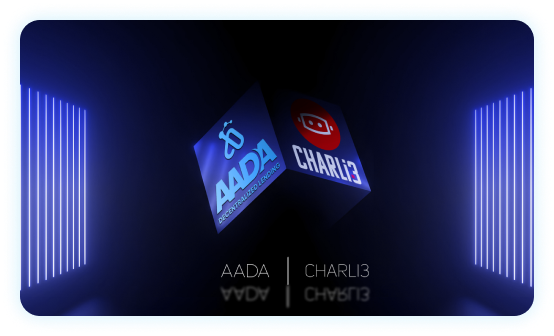 AADA
DECENTRALIZED LENDING
CHARLi3
AADA | CHARLI3